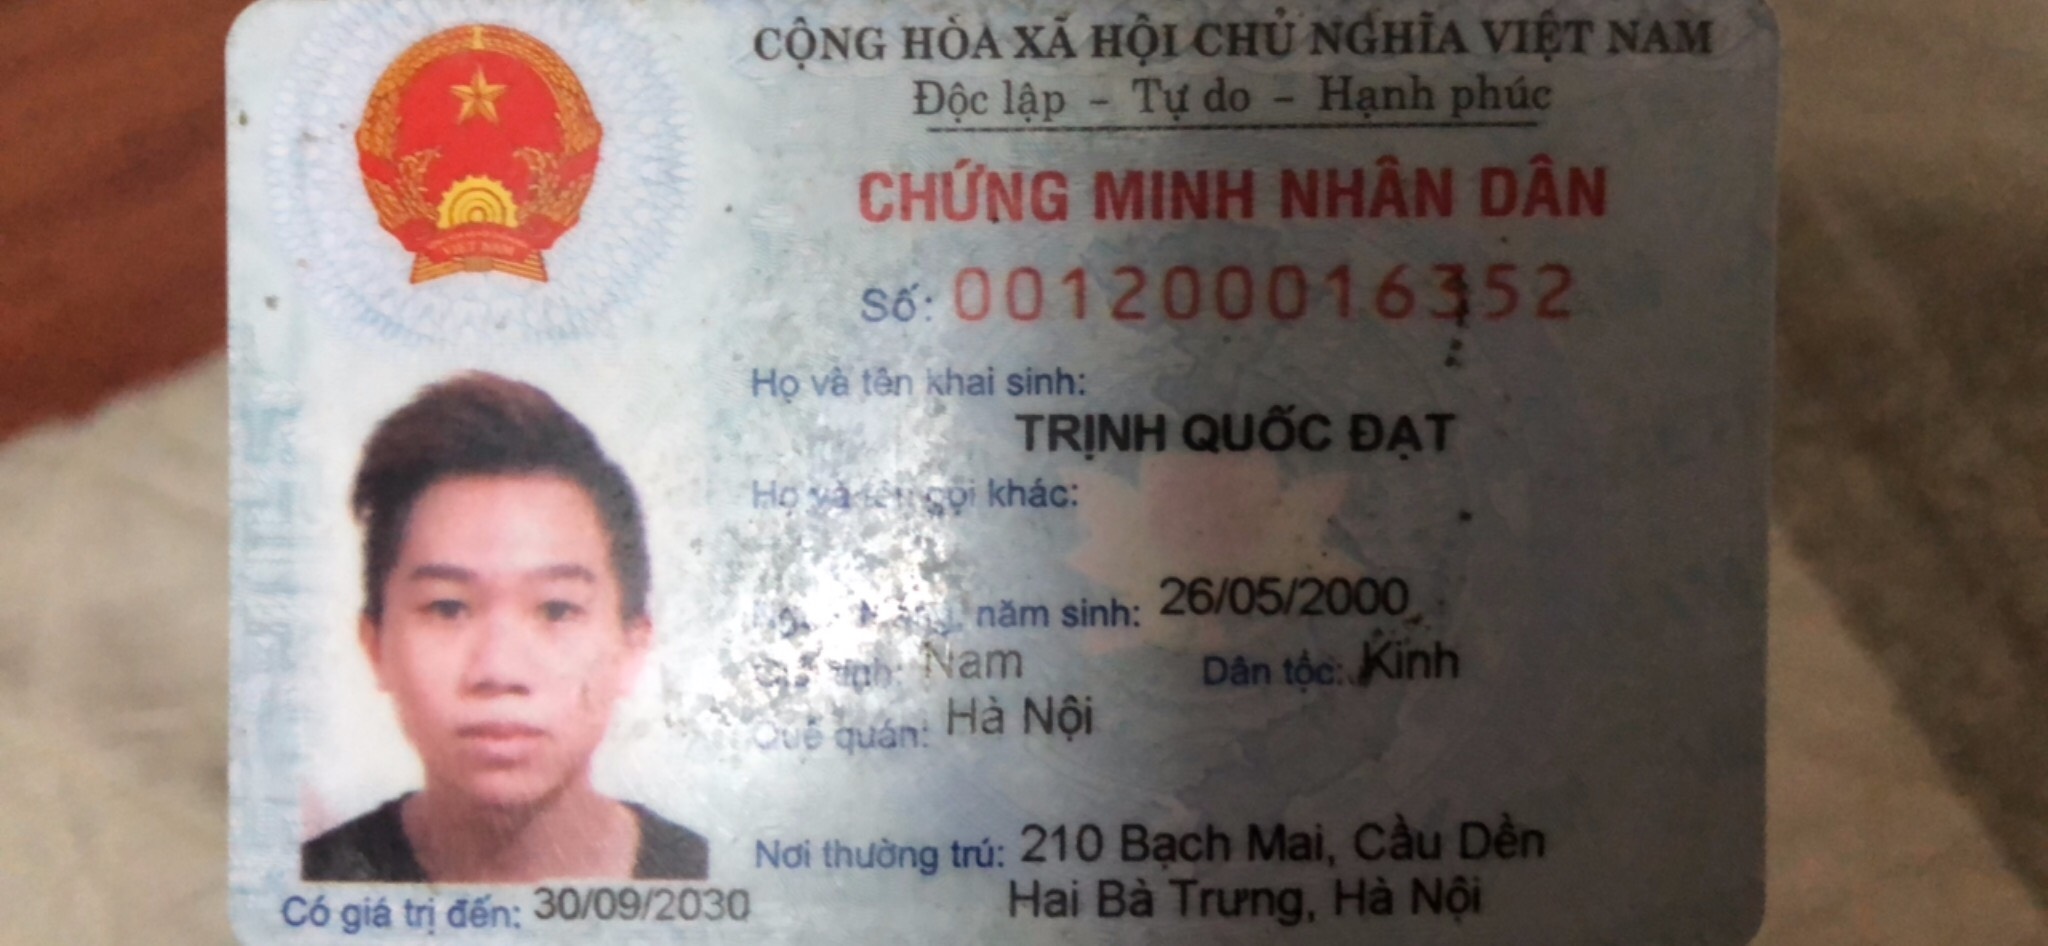 CỘNG HÒA XÃ HỘI CHỦ NGHĨA VIỆT NAM
Độc lập - Tự do - Hạnh phúc
CHỨNG MINH NHÂN DÂN
Số: 001200016352
Họ và tên khai sinh:
TRỊNH QUỐC ĐẠT
Họ và tên gọi khác:
năm sinh: 26/05/2000
Nam Dân tộc: Kinh
Quê quán: Hà Nội
Nơi thường trú: 210 Bạch Mai, Cầu Dền
Hai Bà Trưng, Hà Nội
Có giá trị đến: 30/09/2030
VIỆT NAM